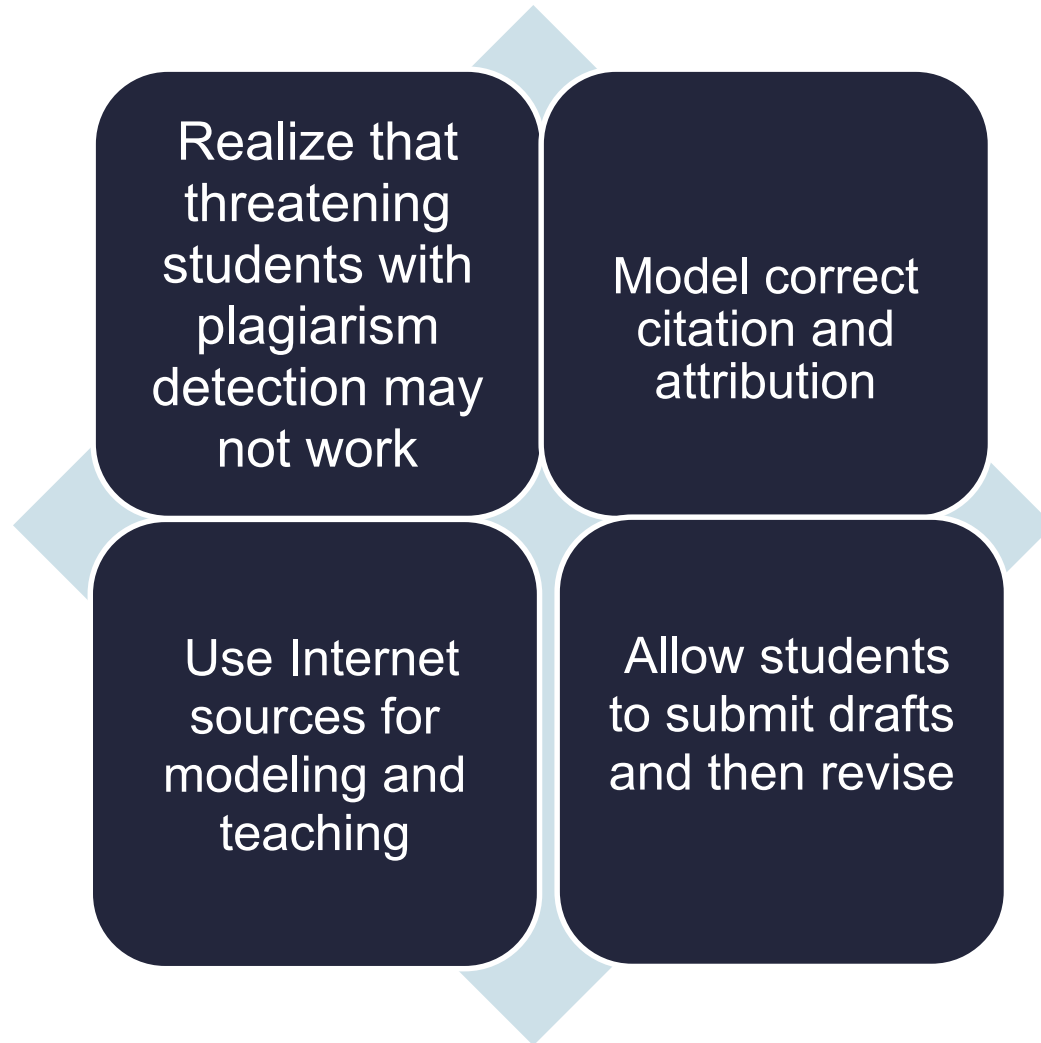 Realize that
threatening
students with
plagiarism
detection may
not work
Model correct
citation and
attribution
Use Internet
sources for
modeling and
teaching
Allow students
to submit drafts
and then revise